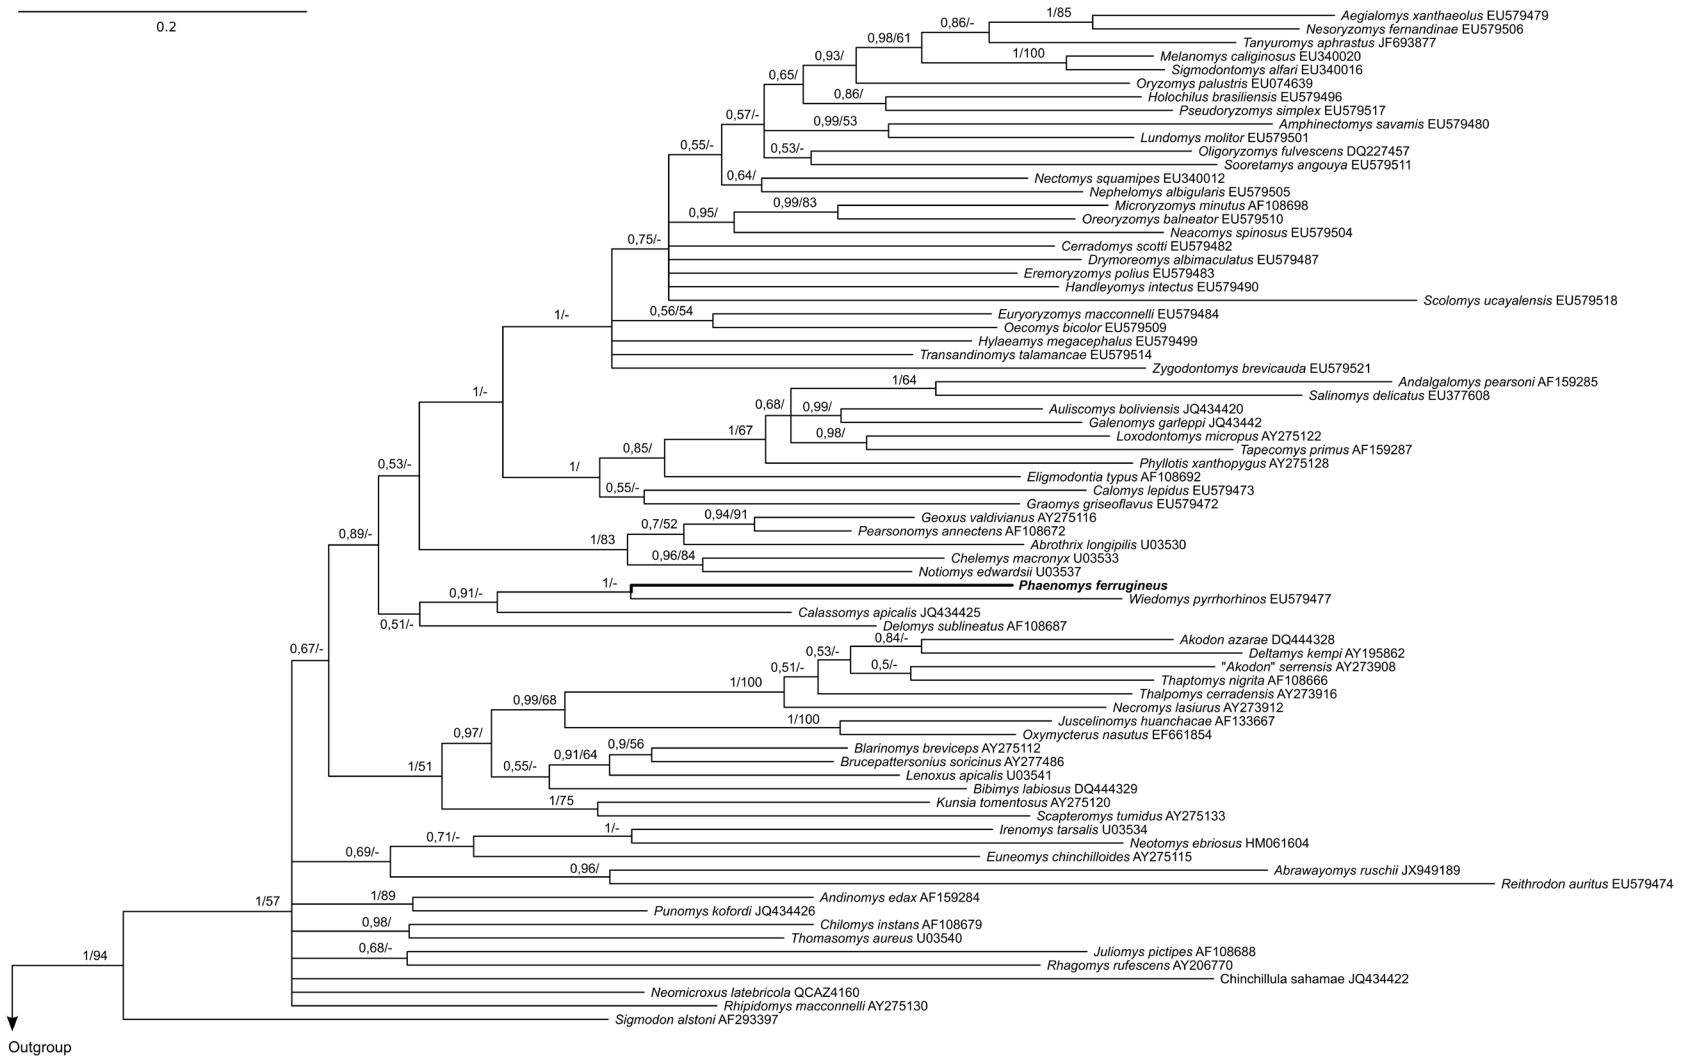 0.2
1/85
Aegialomys xanthaeolus EU579479
0,86/-
Nesoryzomys fernandinae EU579506
0,98/61
Tanyuromys aphrastus JF693877
1/100
Melanomys caliginosus EU340020
0,93/
Sigmodontomys alfari EU340016
0,65/
Oryzomys palustris EU074639
0,86/
Holochilus brasiliensis EU579496
Pseudoryzomys simplex EU579517
0,57/-
0,99/53
Amphinectomys savamis EU579480
Lundomys molitor EU579501
0,55/-
0,53/-
Oligoryzomys fulvescens DQ227457
Sooretamys angouya EU579511
0,64/
Nectomys squamipes EU340012
Nephelomys albigularis EU579505
0,99/83
Microryzomys minutus AF108698
0,95/
Oreoryzomys balneator EU579510
Neacomys spinosus EU579504
0,75/-
Cerradomys scotti EU579482
Drymoreomys albimaculatus EU579487
Eremoryzomys polius EU579483
Handleyomys intectus EU579490
Scolomys ucayalensis EU579518
1/-
0,56/54
Euryoryzomys macconnelli EU579484
Oecomys bicolor EU579509
Hylaeamys megacephalus EU579499
Transandinomys talamancae EU579514
Zygodontomys brevicauda EU579521
1/-
1/64
Andalgalomys pearsoni AF159285
Salinomys delicatus EU377608
0,68/
0,99/
Auliscomys boliviensis JQ434420
Galenomys garleppi JQ43442
1/67
0,98/
Loxodontomys micropus AY275122
Tapecomys primus AF159287
0,85/
Phyllotis xanthopygus AY275128
1/
Eligmodontia typus AF108692
0,53/-
0,55/-
Calomys lepidus EU579473
Graomys griseoflavus EU579472
0,94/91
Geoxus valdivianus AY275116
0,7/52
Pearsonomys annectens AF108672
0,89/-
1/83
Abrothrix longipilis U03530
0,96/84
Chelemys macronyx U03533
Notiomys edwardsii U03537
1/-
Phaenomys ferrugineus
0,91/-
Wiedomys pyrrhorhinos EU579477
Calassomys apicalis JQ434425
0,51/-
Delomys sublineatus AF108687
0,84/-
Akodon azarae DQ444328
0,67/-
0,53/-
Deltamys kempi AY195862
0,51/-
0,5/-
"Akodon" serrensis AY273908
Thaptomys nigrita AF108666
1/100
Thalpomys cerradensis AY273916
0,99/68
Necromys lasiurus AY273912
1/100
Juscelinomys huanchacae AF133667
0,97/
Oxymycterus nasutus EF661854
0,9/56
Blarinomys breviceps AY275112
0,91/64
Brucepattersonius soricinus AY277486
1/51
0,55/-
Lenoxus apicalis U03541
Bibimys labiosus DQ444329
1/75
Kunsia tomentosus AY275120
Scapteromys tumidus AY275133
1/-
Irenomys tarsalis U03534
0,71/-
Neotomys ebriosus HM061604
0,69/-
Euneomys chinchilloides AY275115
0,96/
Abrawayomys ruschii JX949189
Reithrodon auritus EU579474
1/57
1/89
Andinomys edax AF159284
Punomys kofordi JQ434426
0,98/
Chilomys instans AF108679
Thomasomys aureus U03540
1/94
0,68/-
Juliomys pictipes AF108688
Rhagomys rufescens AY206770
Chinchillula sahamae JQ434422
Neomicroxus latebricola QCAZ4160
Rhipidomys macconnelli AY275130
Sigmodon alstoni AF293397
Outgroup